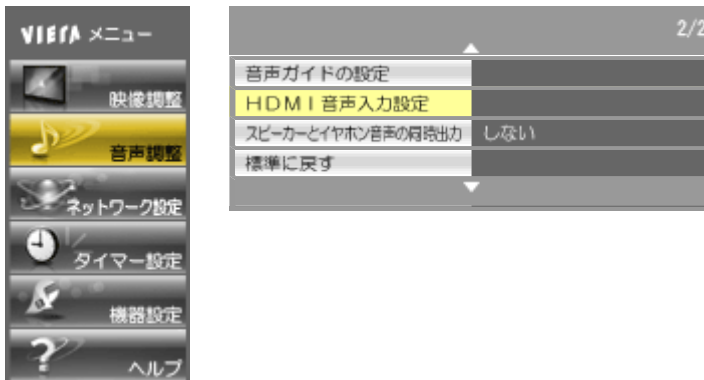 VIERA メニュー
映像調整
音声調整
ネットワーク設定
タイマー設定
機器設定
ヘルプ
2/2
音声ガイドの設定
HDMI音声入力設定
スピーカーとイヤホン音声の同時出力 しない
標準に戻す